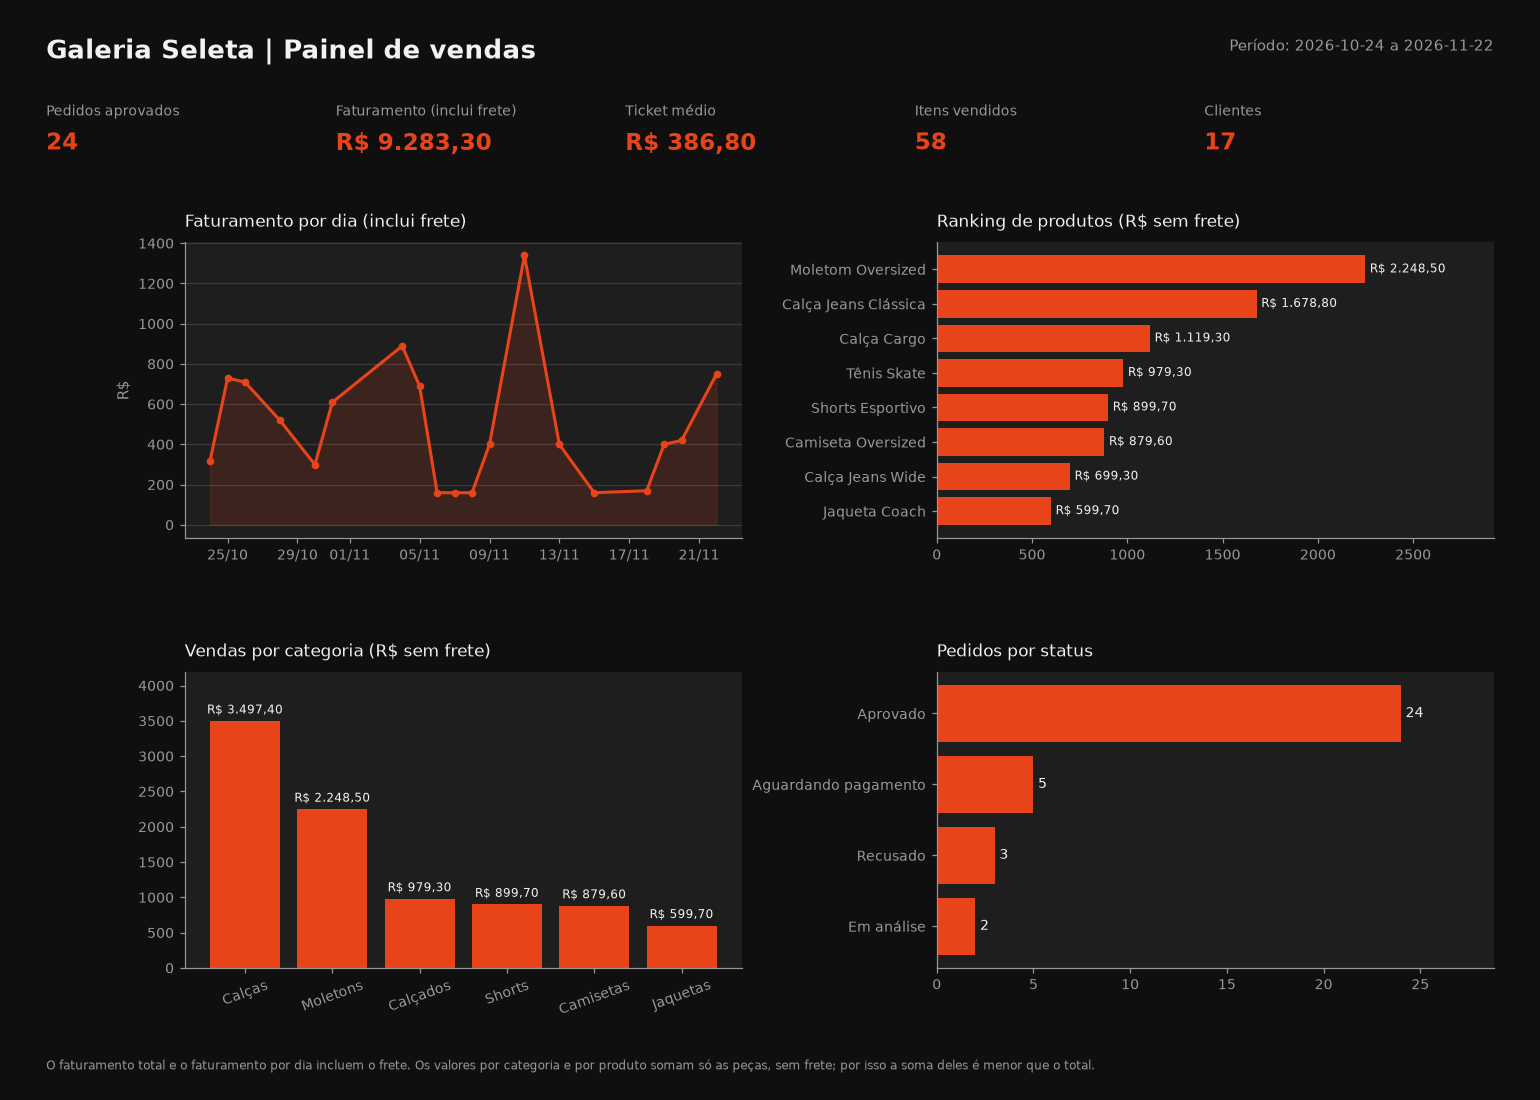 Galeria Seleta | Painel de vendas
Período: 2026-10-24 a 2026-11-22
Pedidos aprovados
24
Faturamento (inclui frete)
R$ 9.283,30
Ticket médio
R$ 386,80
Itens vendidos
58
Clientes
17
Faturamento por dia (inclui frete)
R$
1400
1200
1000
800
600
400
200
0
25/10 29/10 01/11 05/11 09/11 13/11 17/11 21/11
Ranking de produtos (R$ sem frete)
Moletom Oversized R$ 2.248,50
Calça Jeans Clássica R$ 1.678,80
Calça Cargo R$ 1.119,30
Tênis Skate R$ 979,30
Shorts Esportivo R$ 899,70
Camiseta Oversized R$ 879,60
Calça Jeans Wide R$ 699,30
Jaqueta Coach R$ 599,70
0 500 1000 1500 2000 2500
Vendas por categoria (R$ sem frete)
4000
3500
3000
2500
2000
1500
1000
500
0
R$ 3.497,40
R$ 2.248,50
R$ 979,30
R$ 899,70
R$ 879,60
R$ 599,70
Calças Moletons Calçados Shorts Camisetas Jaquetas
Pedidos por status
Aprovado 24
Aguardando pagamento 5
Recusado 3
Em análise 2
0 5 10 15 20 25
O faturamento total e o faturamento por dia incluem o frete. Os valores por categoria e por produto somam só as peças, sem frete; por isso a soma deles é menor que o total.